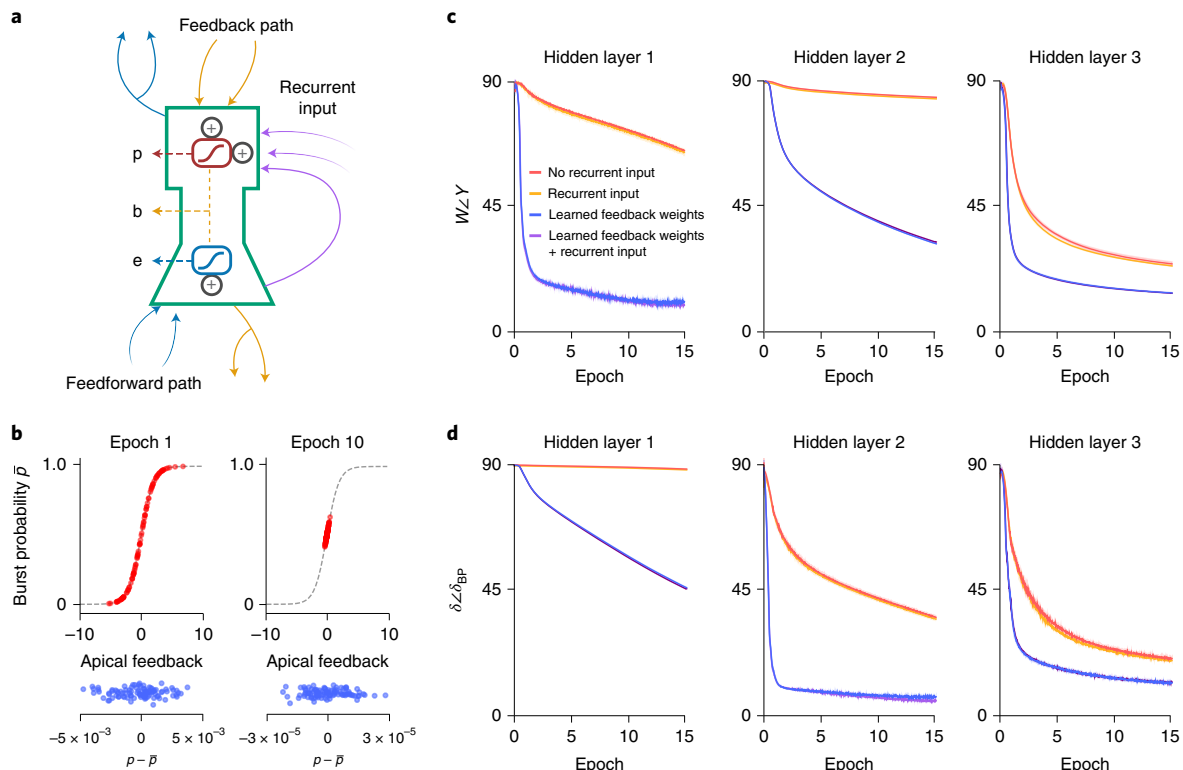 a
Feedback path
Recurrent
input
p
b
e
+
+
+
Feedforward path
b
Epoch 1
Epoch 10
Burst probability p̅
1.0
0
−10
0
10
1.0
0
−10
0
10
Apical feedback
Apical feedback
−5 × 10⁻³
0
5 × 10⁻³
−3 × 10⁻⁵
0
3 × 10⁻⁵
p − p̅
p − p̅
c
Hidden layer 1
Hidden layer 2
Hidden layer 3
W∠Y
90
45
0
0
5
10
15
Epoch
No recurrent input
Recurrent input
Learned feedback weights
Learned feedback weights
+ recurrent input
90
45
0
0
5
10
15
Epoch
90
45
0
0
5
10
15
Epoch
d
Hidden layer 1
Hidden layer 2
Hidden layer 3
δ∠δBP
90
45
0
0
5
10
15
Epoch
90
45
0
0
5
10
15
Epoch
90
45
0
0
5
10
15
Epoch